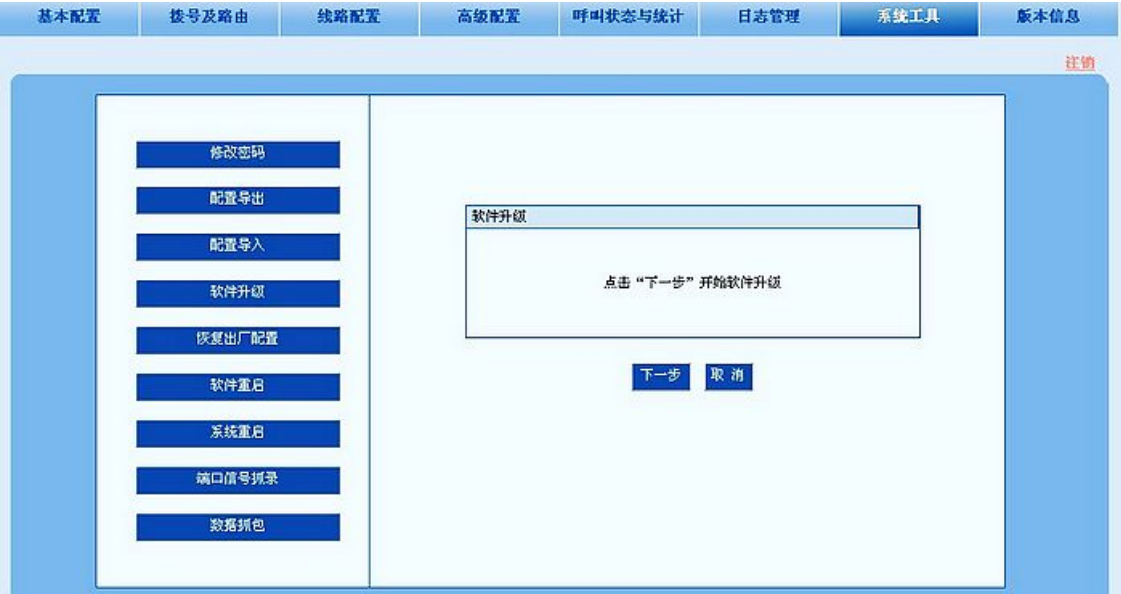 基本配置 拨号及路由 线路配置 高级配置 呼叫状态与统计 日志管理 系统工具 版本信息
注销
修改密码
配置导出
配置导入
软件升级
恢复出厂配置
软件重启
系统重启
端口信号抓录
数据抓包
软件升级
点击“下一步”开始软件升级
下一步 取 消